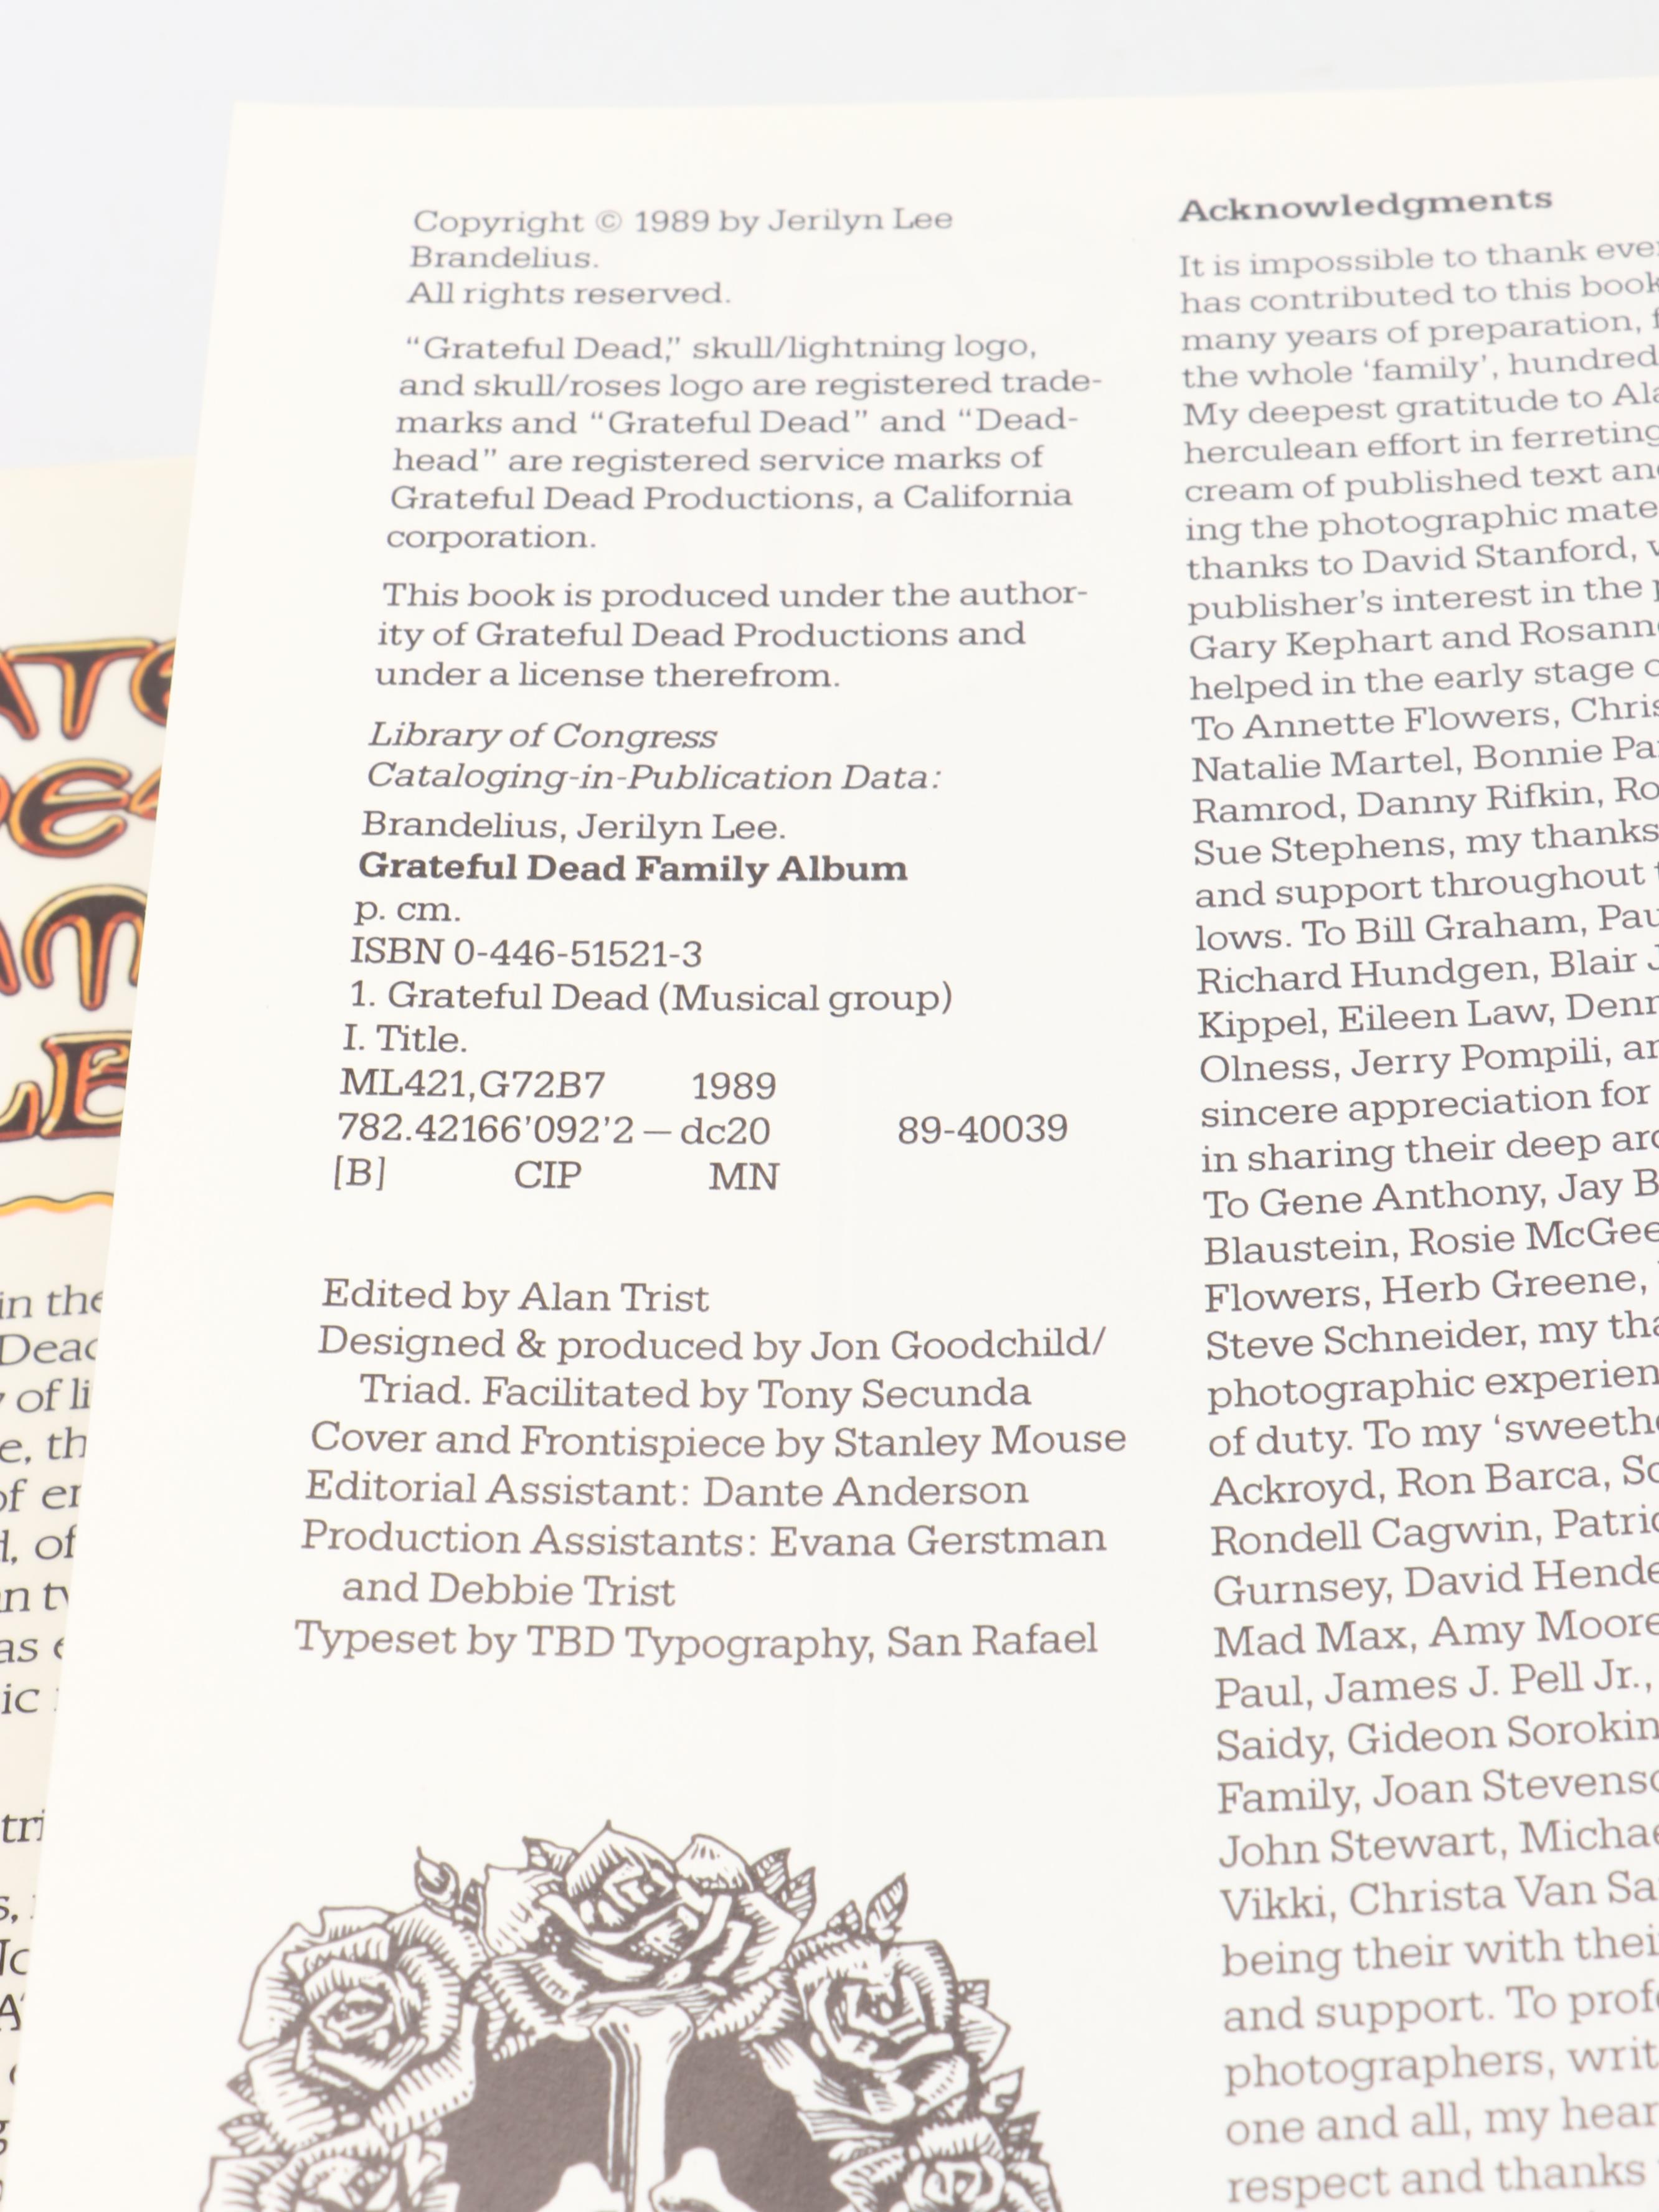 Copyright © 1989 by Jerilyn Lee
Brandelius.
All rights reserved.
“Grateful Dead,” skull/lightning logo,
and skull/roses logo are registered trade-
marks and “Grateful Dead” and “Dead-
head” are registered service marks of
Grateful Dead Productions, a California
corporation.
This book is produced under the author-
ity of Grateful Dead Productions and
under a license therefrom.
Library of Congress
Cataloging-in-Publication Data:
Brandelius, Jerilyn Lee.
Grateful Dead Family Album
p. cm.
ISBN 0-446-51521-3
1. Grateful Dead (Musical group)
I. Title.
ML421,G72B7 1989
782.42166’092’2 — dc20 89-40039
[B] CIP MN
Edited by Alan Trist
Designed & produced by Jon Goodchild/
Triad. Facilitated by Tony Secunda
Cover and Frontispiece by Stanley Mouse
Editorial Assistant: Dante Anderson
Production Assistants: Evana Gerstman
and Debbie Trist
Typeset by TBD Typography, San Rafael
Acknowledgments
It is impossible to thank
has contributed to this book
many years of preparation,
the whole ‘family’, hundred
My deepest gratitude to
herculean effort in ferreting
cream of published text
ing the photographic
thanks to David Stanford,
publisher’s interest in the
Gary Kephart and
helped in the early stage
To Annette Flowers,
Natalie Martel, Bonnie
Ramrod, Danny Rifkin,
Sue Stephens, my thanks
and support throughout
lows. To Bill Graham,
Richard Hundgen, Blair
Kippel, Eileen Law,
Olness, Jerry Pompili,
sincere appreciation for
in sharing their deep
To Gene Anthony, Jay
Blaustein, Rosie McGee
Flowers, Herb Greene,
Steve Schneider, my
photographic
of duty. To my
Ackroyd, Ron Barca,
Rondell Cagwin,
Gurnsey, David
Mad Max, Amy Moore
Paul, James J. Pell Jr.,
Saidy, Gideon Sorokin
Family, Joan
John Stewart,
Vikki, Christa Van
being their with
and support. To
photographers,
one and all, my
respect and thanks
in the
of
of
of